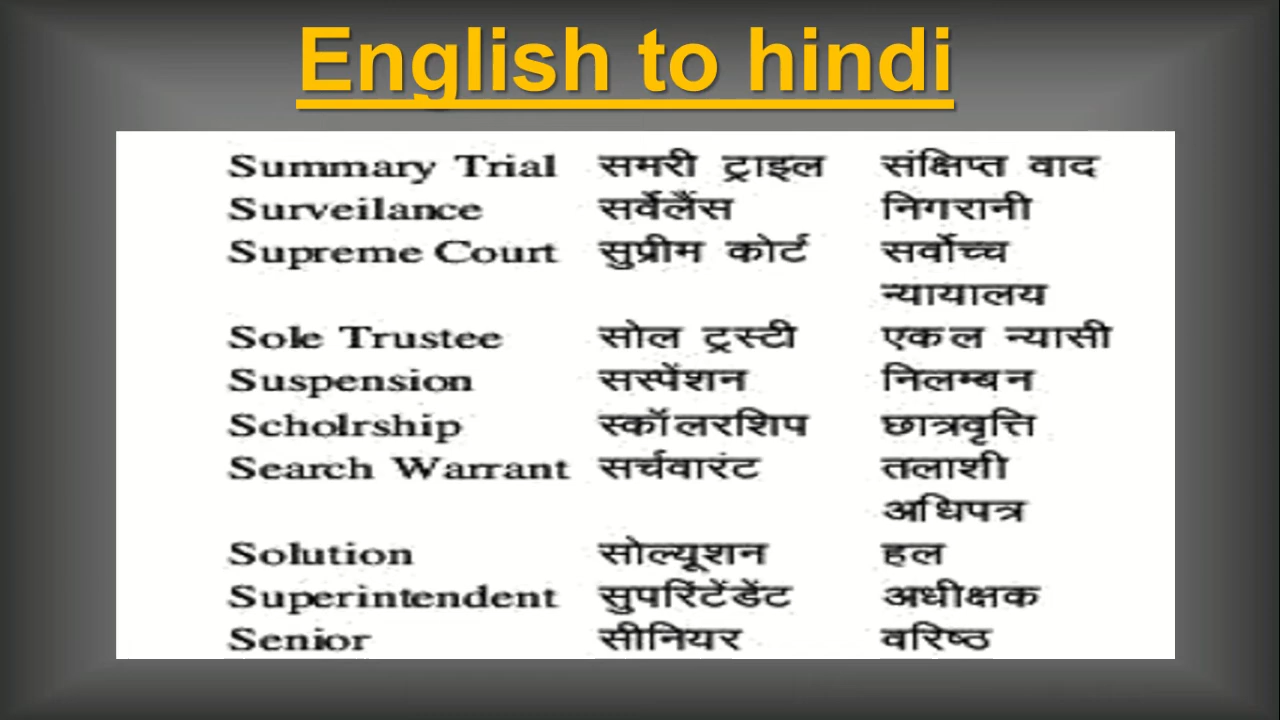 English to hindi
Summary Trial समरी ट्राइल संक्षिप्त वाद
Surveilance सर्वेलैंस निगरानी
Supreme Court सुप्रीम कोर्ट सर्वोच्च
न्यायालय
Sole Trustee सोल ट्रस्टी एकल न्यासी
Suspension सस्पेंशन निलम्बन
Scholrship स्कॉलरशिप छात्रवृत्ति
Search Warrant सर्चवारंट तलाशी
अधिपत्र
Solution सोल्यूशन हल
Superintendent सुपरिंटेंडेंट अधीक्षक
Senior सीनियर वरिष्ठ